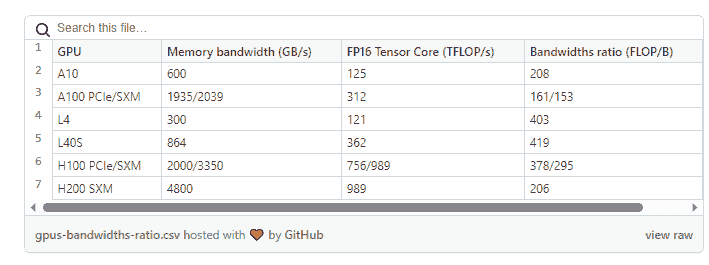 Search this file…
1 GPU Memory bandwidth (GB/s) FP16 Tensor Core (TFLOP/s) Bandwidths ratio (FLOP/B)
2 A10 600 125 208
3 A100 PCIe/SXM 1935/2039 312 161/153
4 L4 300 121 403
5 L40S 864 362 419
6 H100 PCIe/SXM 2000/3350 756/989 378/295
7 H200 SXM 4800 989 206
gpus-bandwidths-ratio.csv hosted with ❤ by GitHub view raw